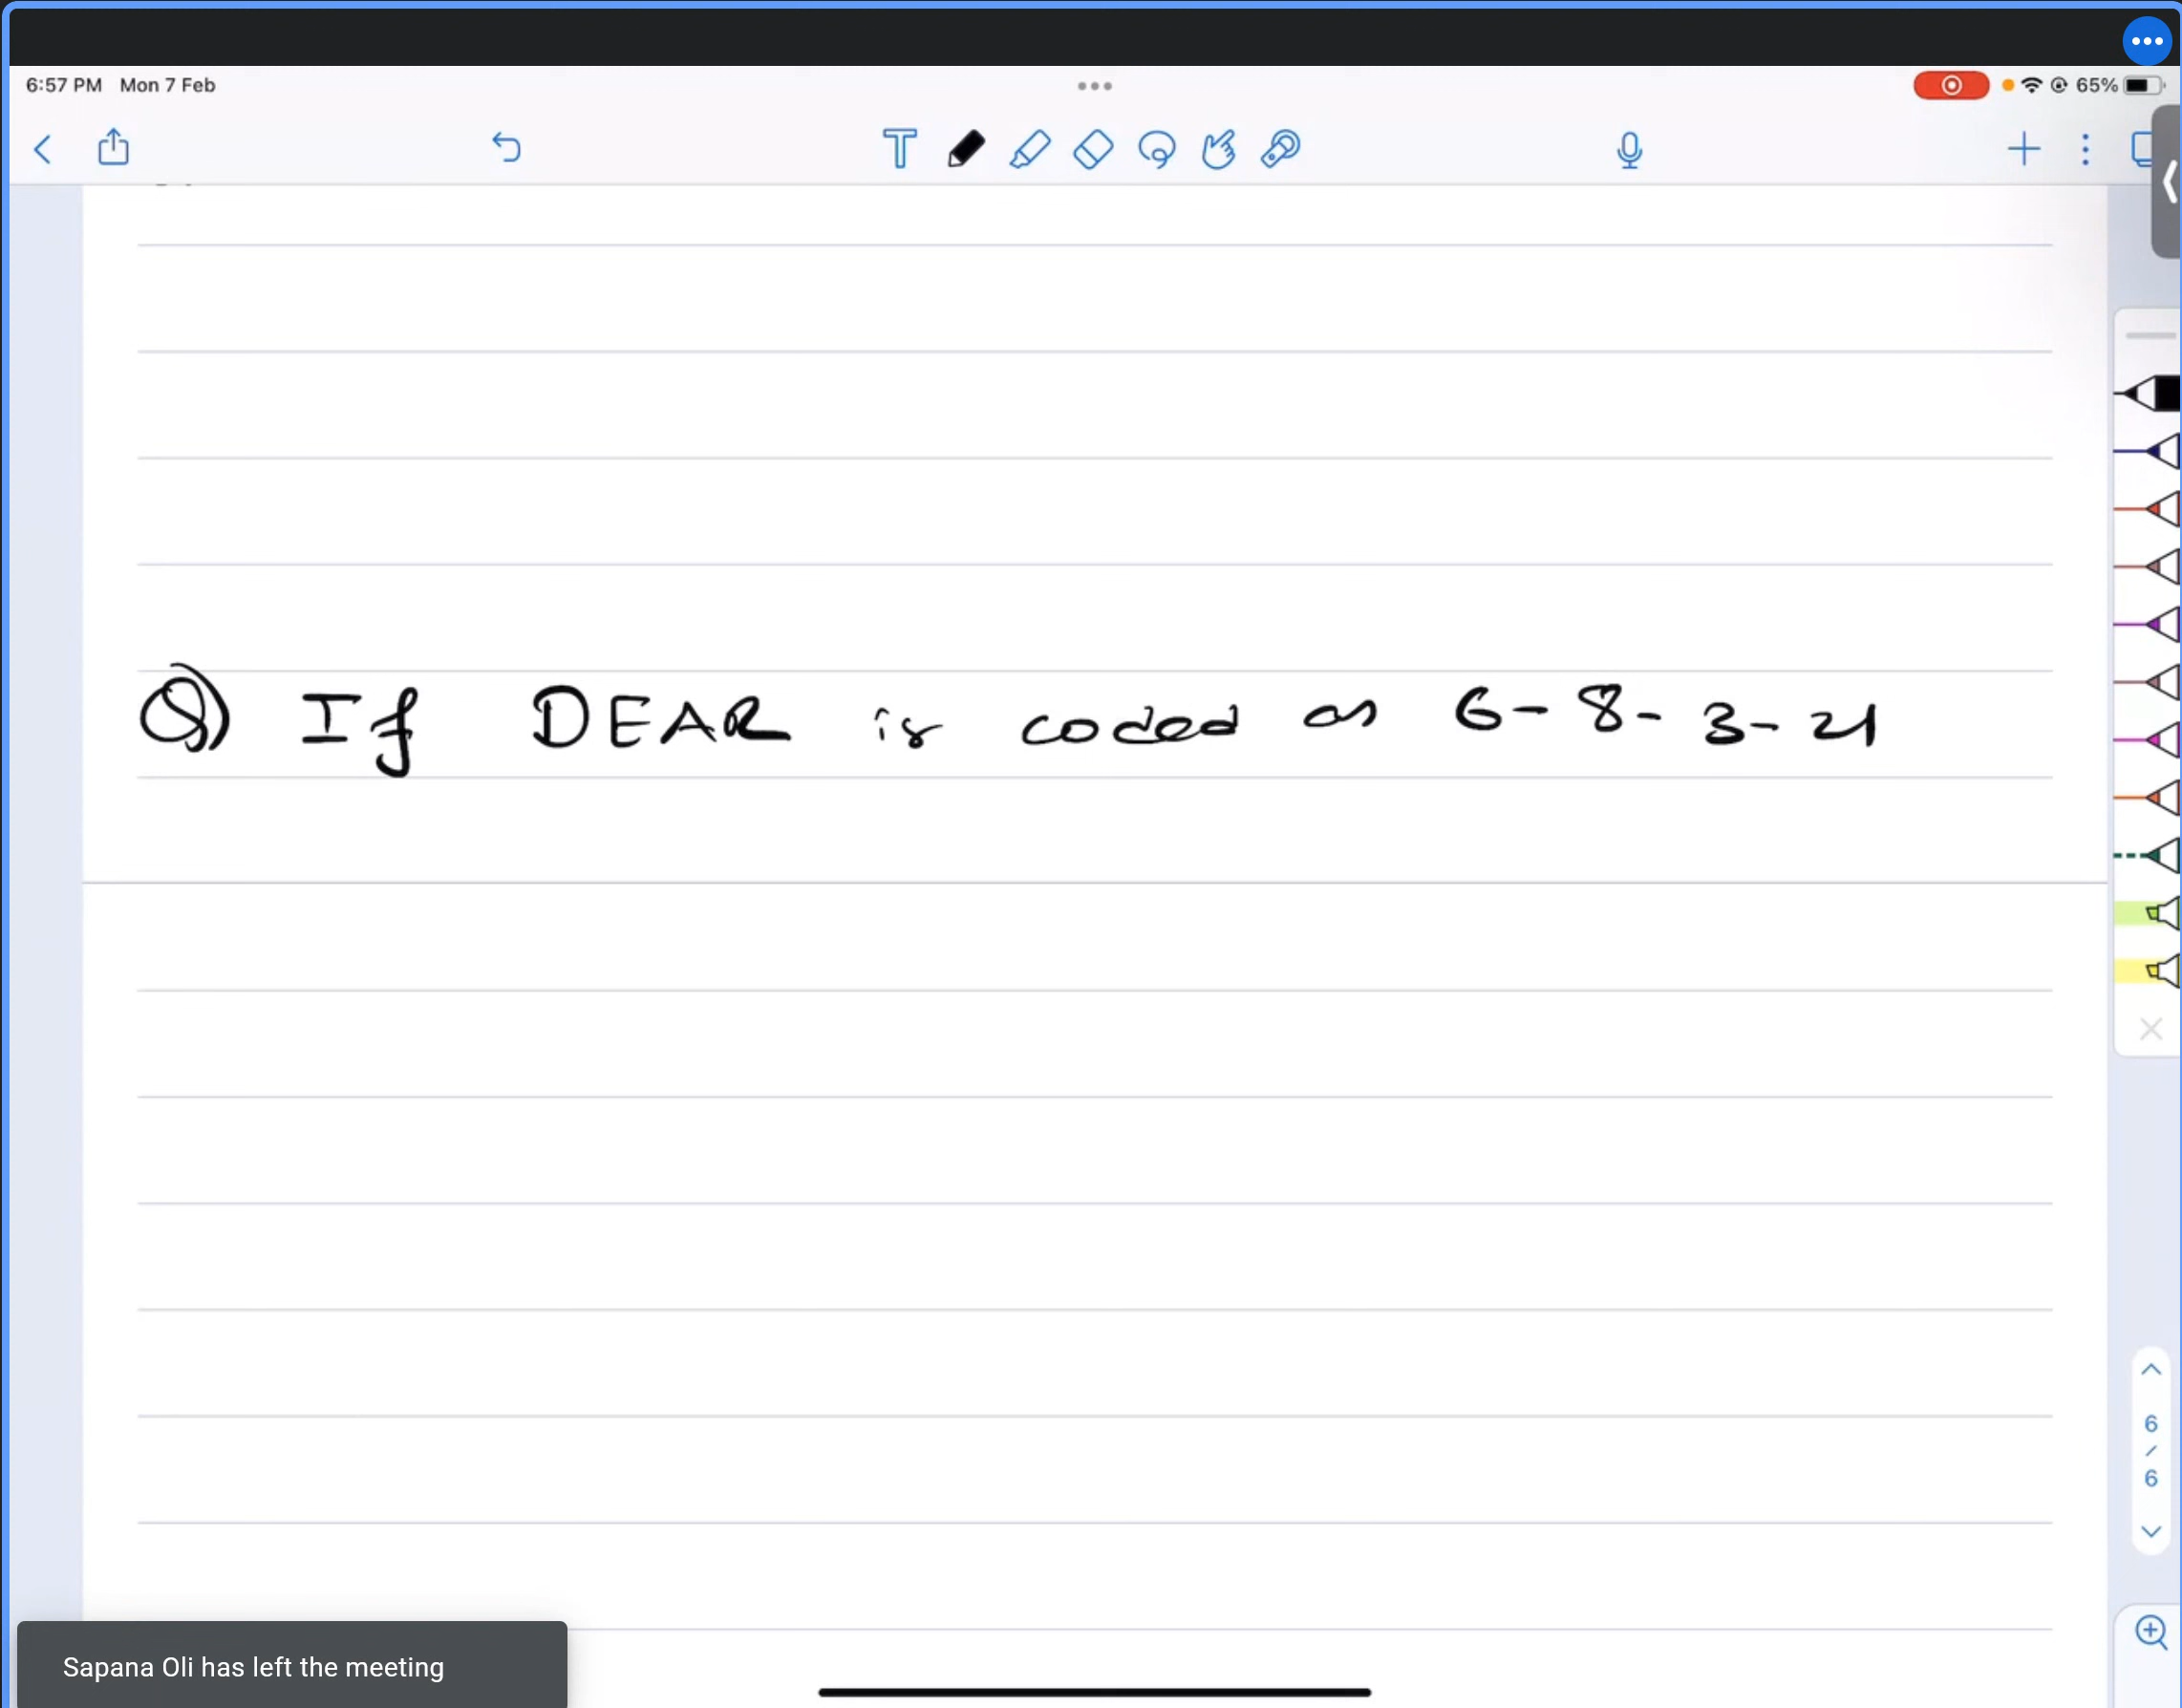 6:57 PM Mon 7 Feb
65%
T
Q) If DEAR is coded as 6-8-3-21
6
/
6
Sapana Oli has left the meeting